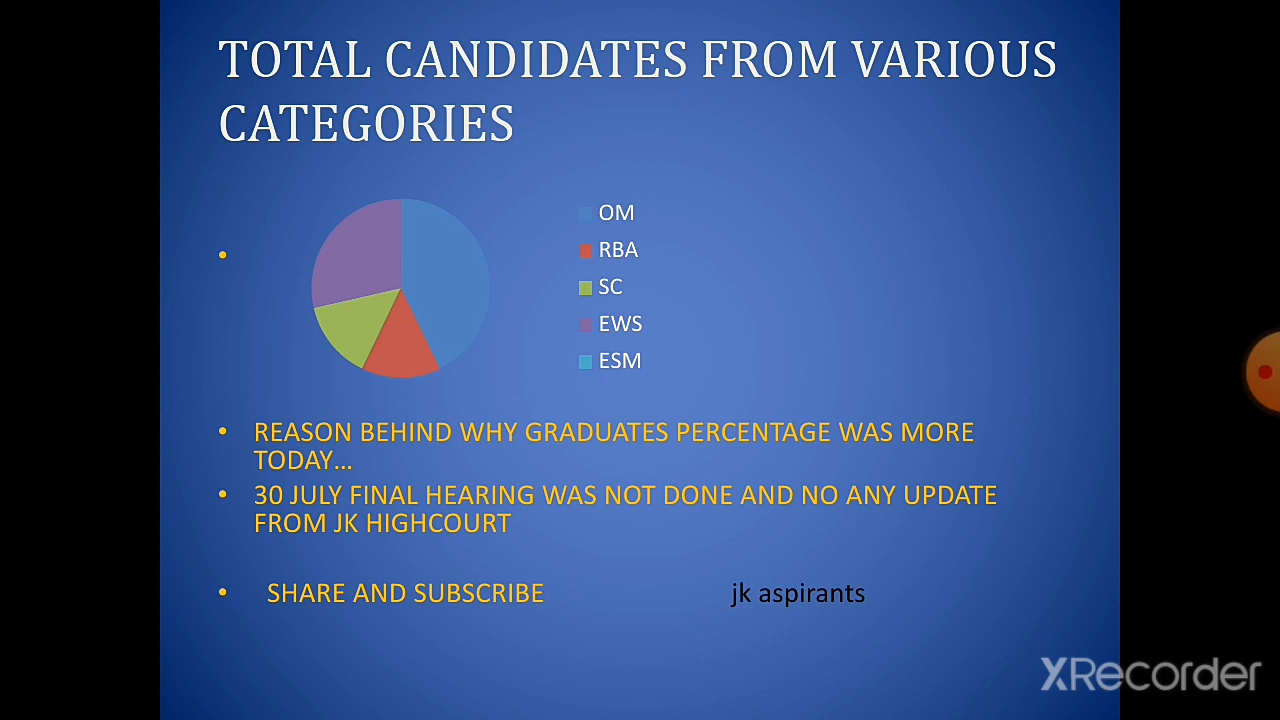 TOTAL CANDIDATES FROM VARIOUS
CATEGORIES
OM
RBA
SC
EWS
ESM
REASON BEHIND WHY GRADUATES PERCENTAGE WAS MORE
TODAY...
30 JULY FINAL HEARING WAS NOT DONE AND NO ANY UPDATE
FROM JK HIGHCOURT
SHARE AND SUBSCRIBE jk aspirants
XRecorder